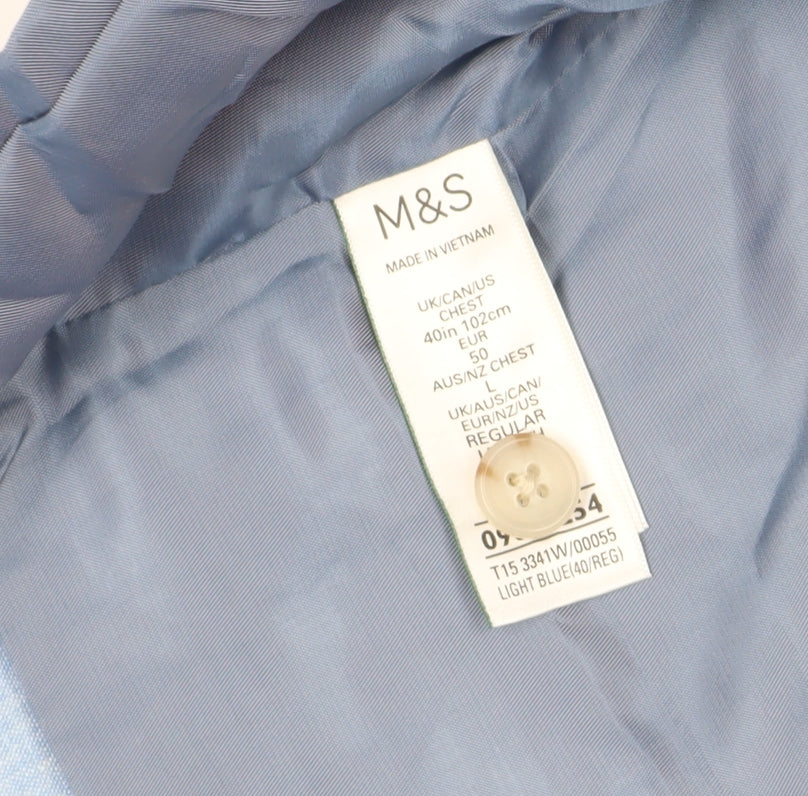 M&S
MADE IN VIETNAM
UK/CAN/US
CHEST
40in 102cm
EUR
50
AUS/NZ CHEST
L
UK/AUS/CAN/
EUR/NZ/US
REGULAR
T15 3341W/00055
LIGHT BLUE(40/REG)